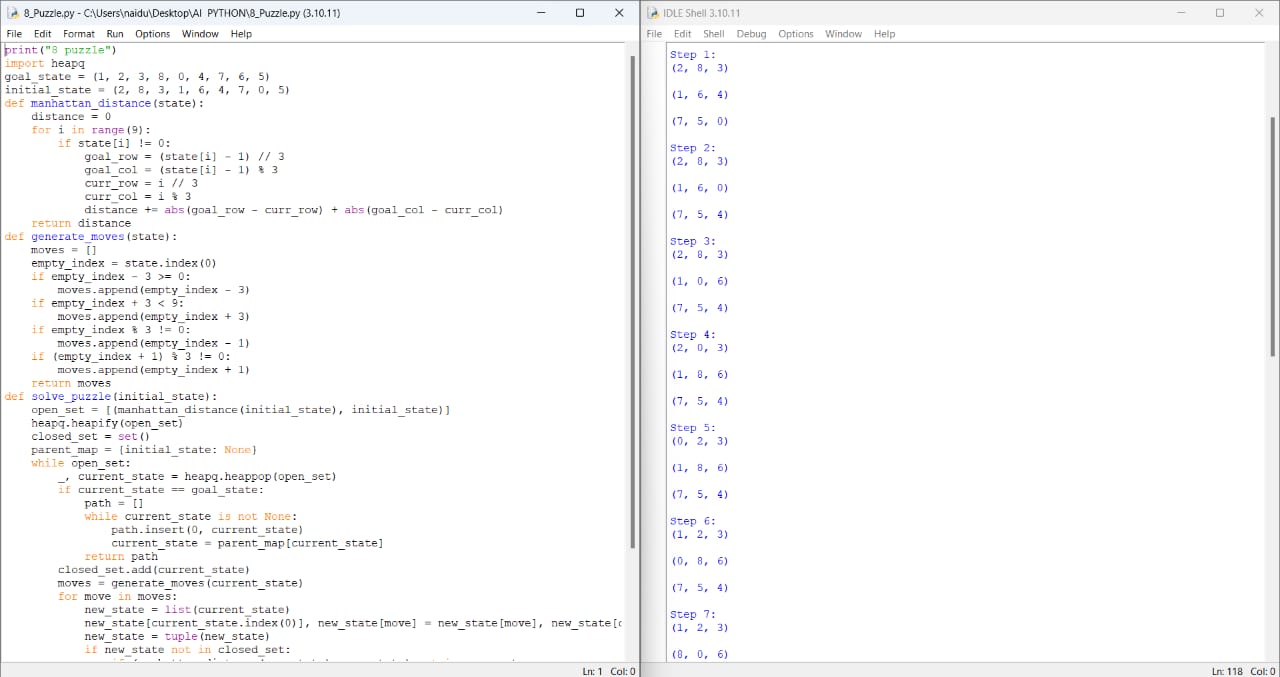 8_Puzzle.py - C:\Users\naidu\Desktop\AI PYTHON\8_Puzzle.py (3.10.11)
File Edit Format Run Options Window Help
print("8 puzzle")
import heapq
goal_state = (1, 2, 3, 8, 0, 4, 7, 6, 5)
initial_state = (2, 8, 3, 1, 6, 4, 7, 0, 5)
def manhattan_distance(state):
    distance = 0
    for i in range(9):
        if state[i] != 0:
            goal_row = (state[i] - 1) // 3
            goal_col = (state[i] - 1) % 3
            curr_row = i // 3
            curr_col = i % 3
            distance += abs(goal_row - curr_row) + abs(goal_col - curr_col)
    return distance
def generate_moves(state):
    moves = []
    empty_index = state.index(0)
    if empty_index - 3 >= 0:
        moves.append(empty_index - 3)
    if empty_index + 3 < 9:
        moves.append(empty_index + 3)
    if empty_index % 3 != 0:
        moves.append(empty_index - 1)
    if (empty_index + 1) % 3 != 0:
        moves.append(empty_index + 1)
    return moves
def solve_puzzle(initial_state):
    open_set = [(manhattan_distance(initial_state), initial_state)]
    heapq.heapify(open_set)
    closed_set = set()
    parent_map = {initial_state: None}
    while open_set:
        _, current_state = heapq.heappop(open_set)
        if current_state == goal_state:
            path = []
            while current_state is not None:
                path.insert(0, current_state)
                current_state = parent_map[current_state]
            return path
        closed_set.add(current_state)
        moves = generate_moves(current_state)
        for move in moves:
            new_state = list(current_state)
            new_state[current_state.index(0)], new_state[move] = new_state[move], new_state[
            new_state = tuple(new_state)
            if new_state not in closed_set:
Ln: 1 Col: 0
IDLE Shell 3.10.11
File Edit Shell Debug Options Window Help
Step 1:
(2, 8, 3)
(1, 6, 4)
(7, 5, 0)
Step 2:
(2, 8, 3)
(1, 6, 0)
(7, 5, 4)
Step 3:
(2, 8, 3)
(1, 0, 6)
(7, 5, 4)
Step 4:
(2, 0, 3)
(1, 8, 6)
(7, 5, 4)
Step 5:
(0, 2, 3)
(1, 8, 6)
(7, 5, 4)
Step 6:
(1, 2, 3)
(0, 8, 6)
(7, 5, 4)
Step 7:
(1, 2, 3)
(8, 0, 6)
Ln: 118 Col: 0